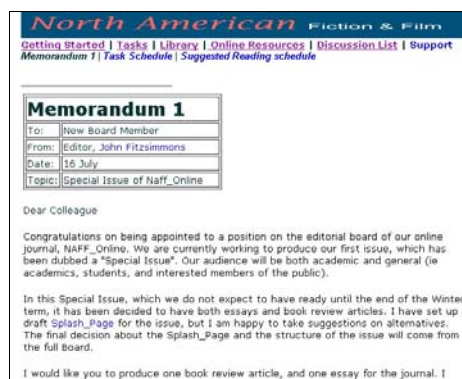 North American Fiction & Film
Getting Started | Tasks | Library | Online Resources | Discussion List | Support
Memorandum 1 | Task Schedule | Suggested Reading schedule
Memorandum 1
To: New Board Member
From: Editor, John Fitzsimmons
Date: 16 July
Topic: Special Issue of Naff_Online
Dear Colleague
Congratulations on being appointed to a position on the editorial board of our online
journal, NAFF_Online. We are currently working to produce our first issue, which has
been dubbed a "Special Issue". Our audience will be both academic and general (ie
academics, students, and interested members of the public).
In this Special Issue, which we do not expect to have ready until the end of the Winter
term, it has been decided to have both essays and book review articles. I have set up
draft Splash_Page for the issue, but I am happy to take suggestions on alternatives.
The final decision about the Splash_Page and the structure of the issue will come from
the full Board.
I would like you to produce one book review article, and one essay for the journal. I